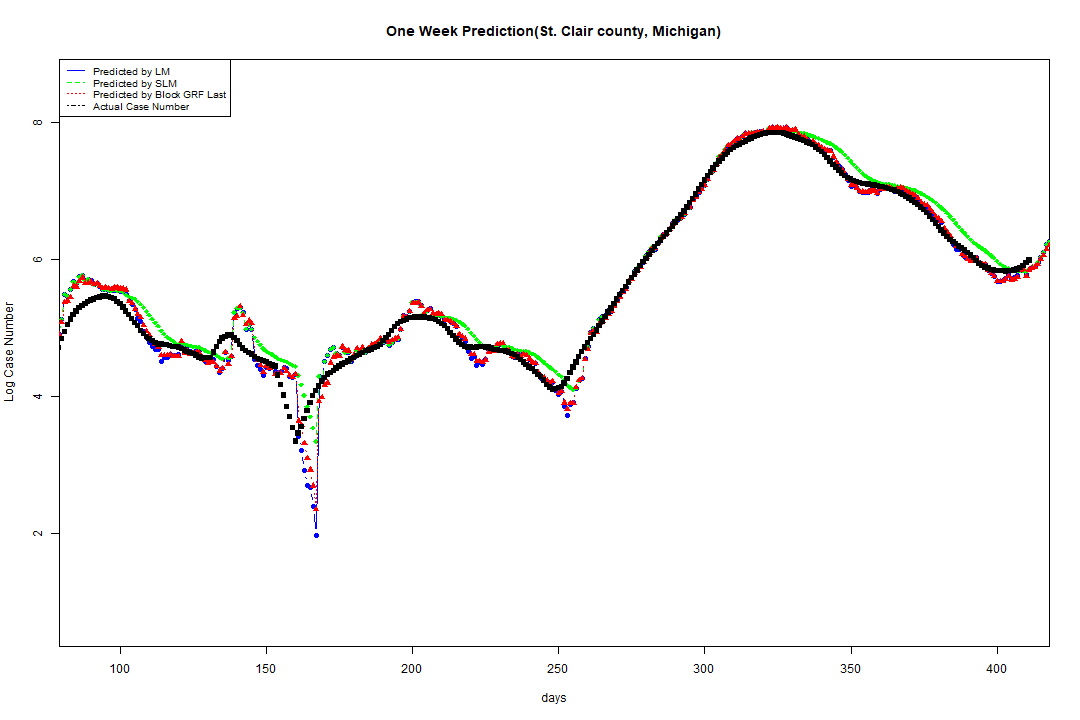 One Week Prediction(St. Clair county, Michigan)
Predicted by LM
Predicted by SLM
Predicted by Block GRF Last
Actual Case Number
8
6
4
2
Log Case Number
100 150 200 250 300 350 400
days